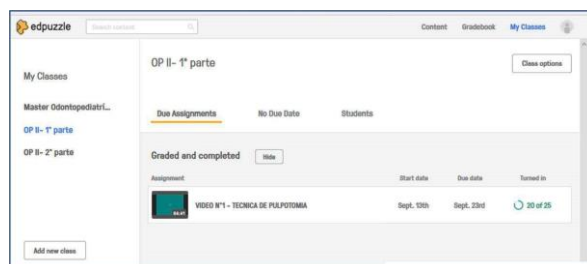 edpuzzle
Search content
Content
Gradebook
My Classes
My Classes
Master Odontopediatri...
OP II- 1° parte
OP II- 2° parte
Add new class
OP II- 1° parte
Class options
Due Assignments
No Due Date
Students
Graded and completed
Hide
Assignment
Start date
Due date
Turned in
VIDEO N°1 - TECNICA DE PULPOTOMIA
Sept. 13th
Sept. 23rd
20 of 25